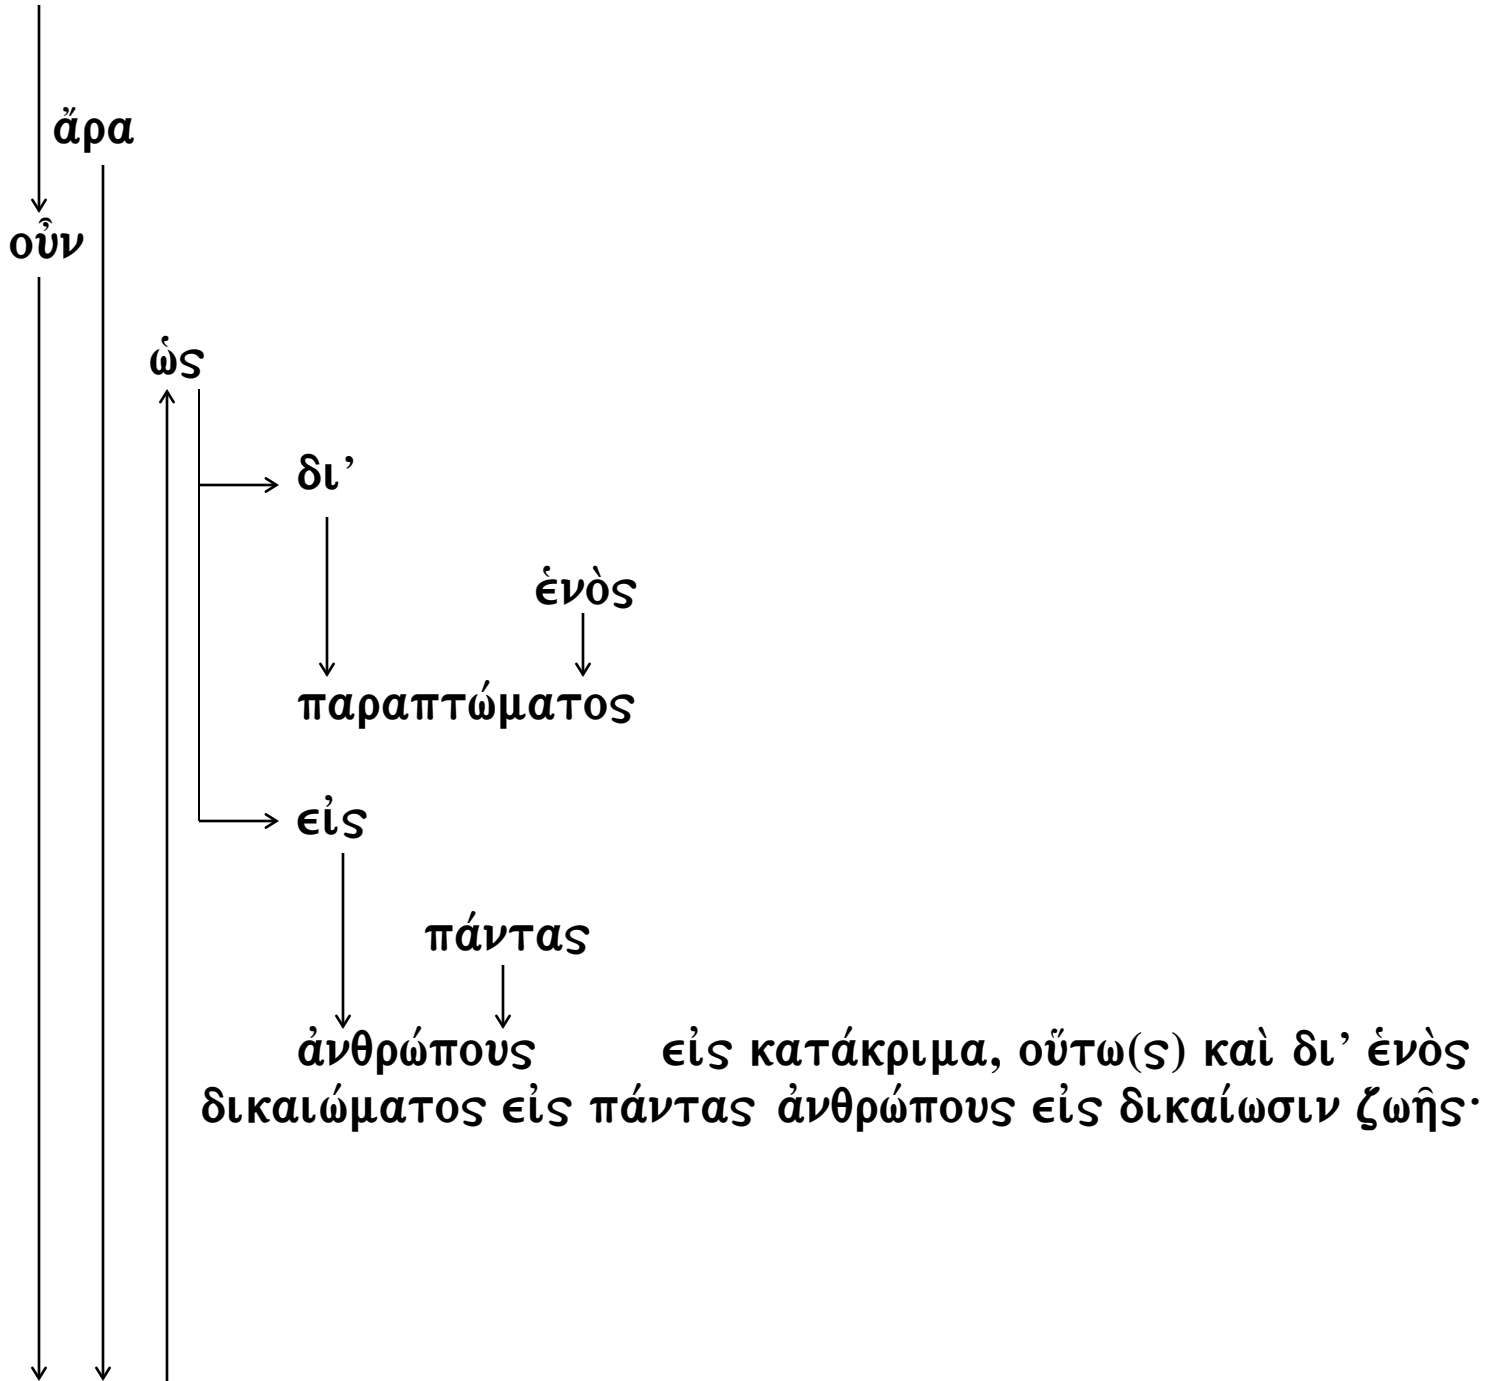 ἄρα
οὖν
ὡς
δι’
ἑνὸς
παραπτώματος
εἰς
πάντας
ἀνθρώπους εἰς κατάκριμα, οὕτω(ς) καὶ δι’ ἑνὸς
δικαιώματος εἰς πάντας ἀνθρώπους εἰς δικαίωσιν ζωῆς·